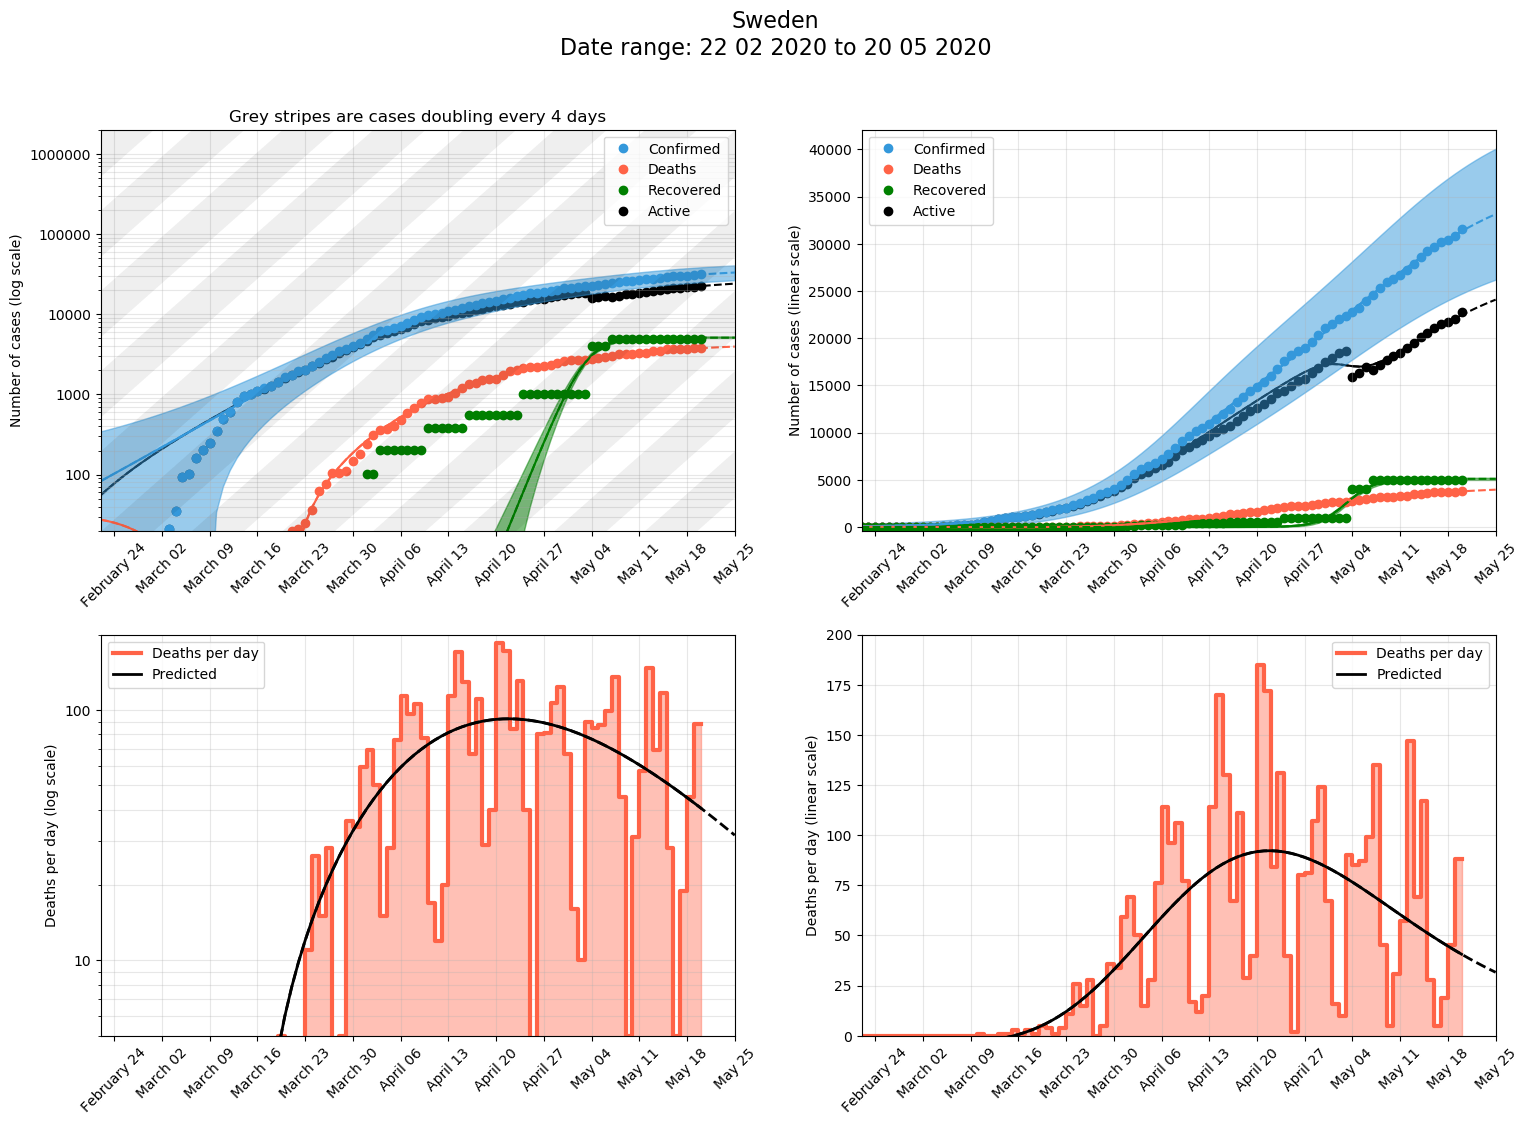 Sweden
Date range: 22 02 2020 to 20 05 2020
Grey stripes are cases doubling every 4 days
Number of cases (log scale)
1000000
100000
10000
1000
100
Confirmed
Deaths
Recovered
Active
February 24
March 02
March 09
March 16
March 23
March 30
April 06
April 13
April 20
April 27
May 04
May 11
May 18
May 25
Number of cases (linear scale)
40000
35000
30000
25000
20000
15000
10000
5000
0
Confirmed
Deaths
Recovered
Active
February 24
March 02
March 09
March 16
March 23
March 30
April 06
April 13
April 20
April 27
May 04
May 11
May 18
May 25
Deaths per day (log scale)
100
10
Deaths per day
Predicted
February 24
March 02
March 09
March 16
March 23
March 30
April 06
April 13
April 20
April 27
May 04
May 11
May 18
May 25
Deaths per day (linear scale)
200
175
150
125
100
75
50
25
0
Deaths per day
Predicted
February 24
March 02
March 09
March 16
March 23
March 30
April 06
April 13
April 20
April 27
May 04
May 11
May 18
May 25